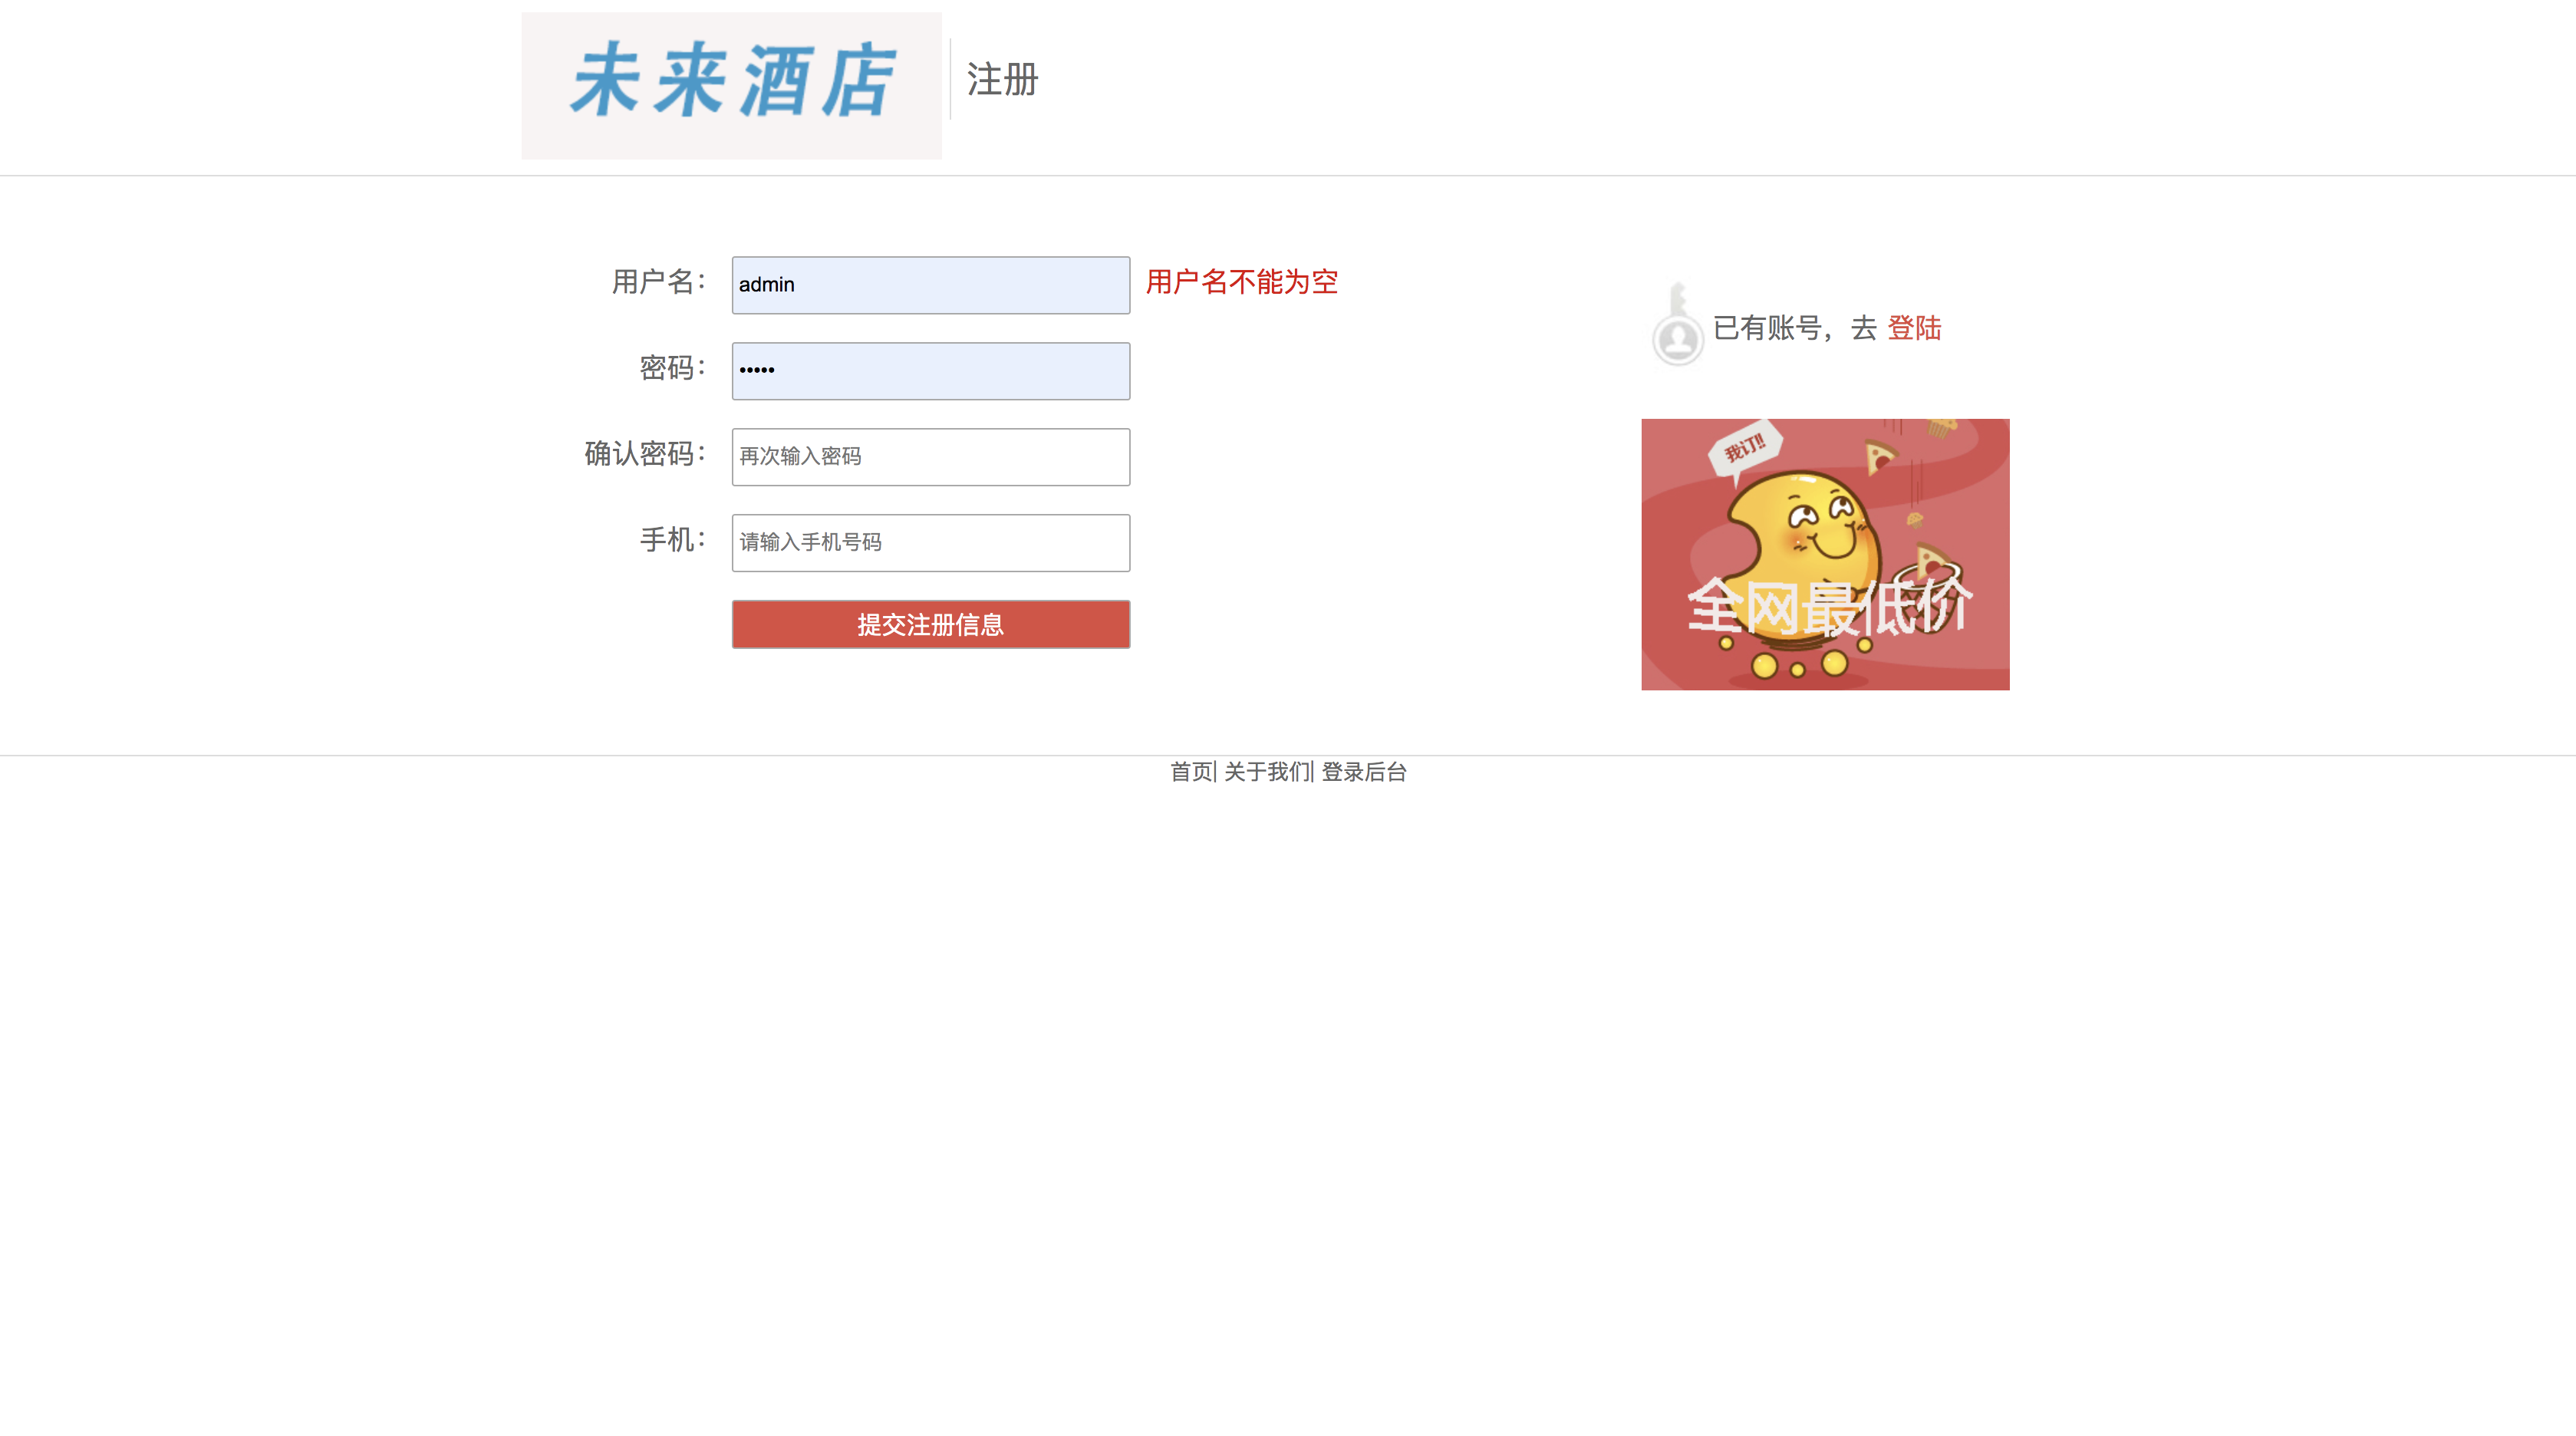 未来酒店
注册
用户名：
admin
用户名不能为空
密码：
•••••
确认密码：
再次输入密码
手机：
请输入手机号码
提交注册信息
已有账号，去 登陆
我订!!
全网最低价
首页| 关于我们| 登录后台